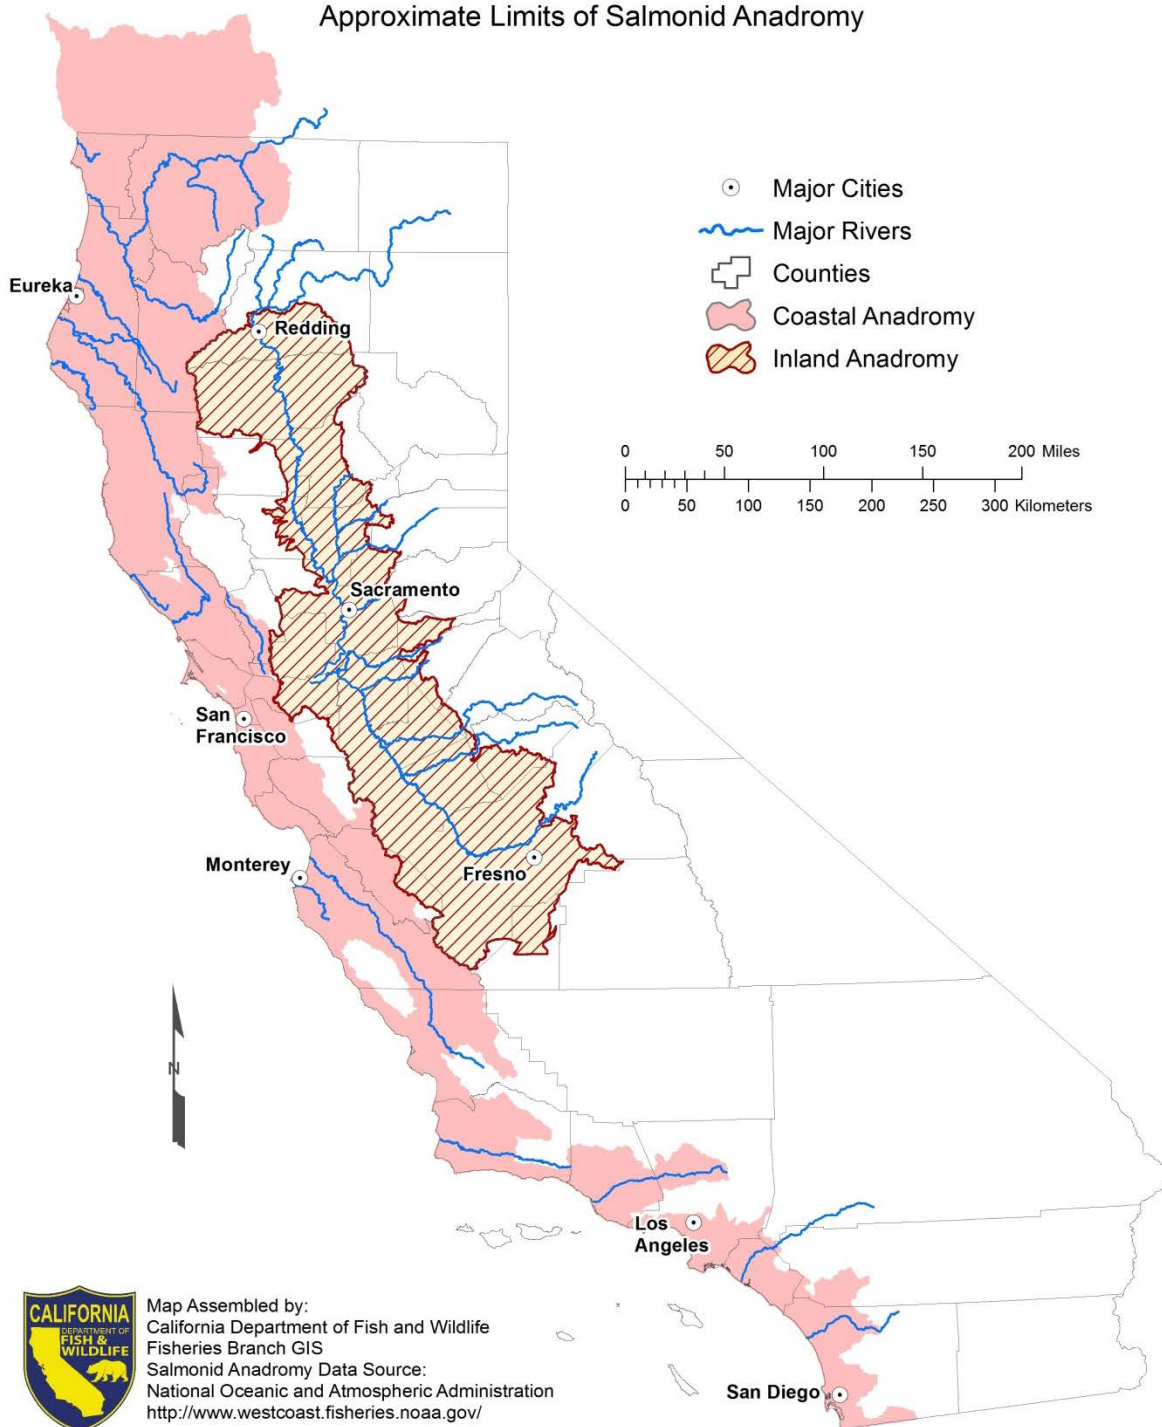 Approximate Limits of Salmonid Anadromy
Major Cities
Major Rivers
Counties
Coastal Anadromy
Inland Anadromy
0 50 100 150 200 Miles
0 50 100 150 200 250 300 Kilometers
Eureka
Redding
Sacramento
San
Francisco
Monterey
Fresno
N
Los
Angeles
San Diego
CALIFORNIA
DEPARTMENT OF
FISH &
WILDLIFE
Map Assembled by:
California Department of Fish and Wildlife
Fisheries Branch GIS
Salmonid Anadromy Data Source:
National Oceanic and Atmospheric Administration
http://www.westcoast.fisheries.noaa.gov/